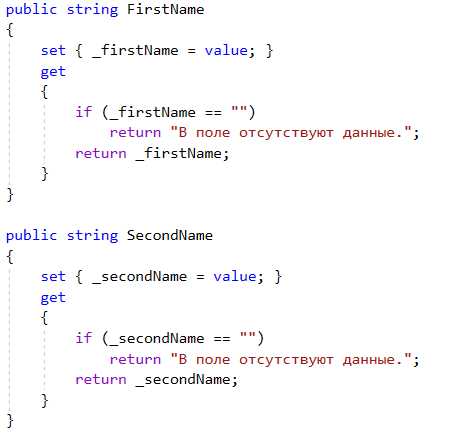 public string FirstName
{
    set { _firstName = value; }
    get
    {
        if (_firstName == "")
            return "В поле отсутствуют данные.";
        return _firstName;
    }
}

public string SecondName
{
    set { _secondName = value; }
    get
    {
        if (_secondName == "")
            return "В поле отсутствуют данные.";
        return _secondName;
    }
}